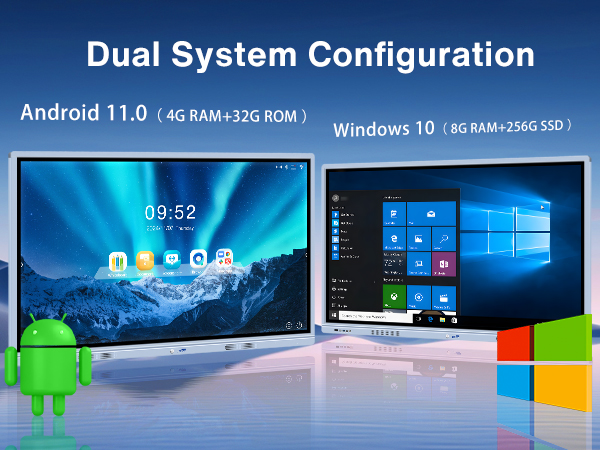 Dual System Configuration
Android 11.0 ( 4G RAM+32G ROM )
Windows 10 ( 8G RAM+256G SSD )
09:52